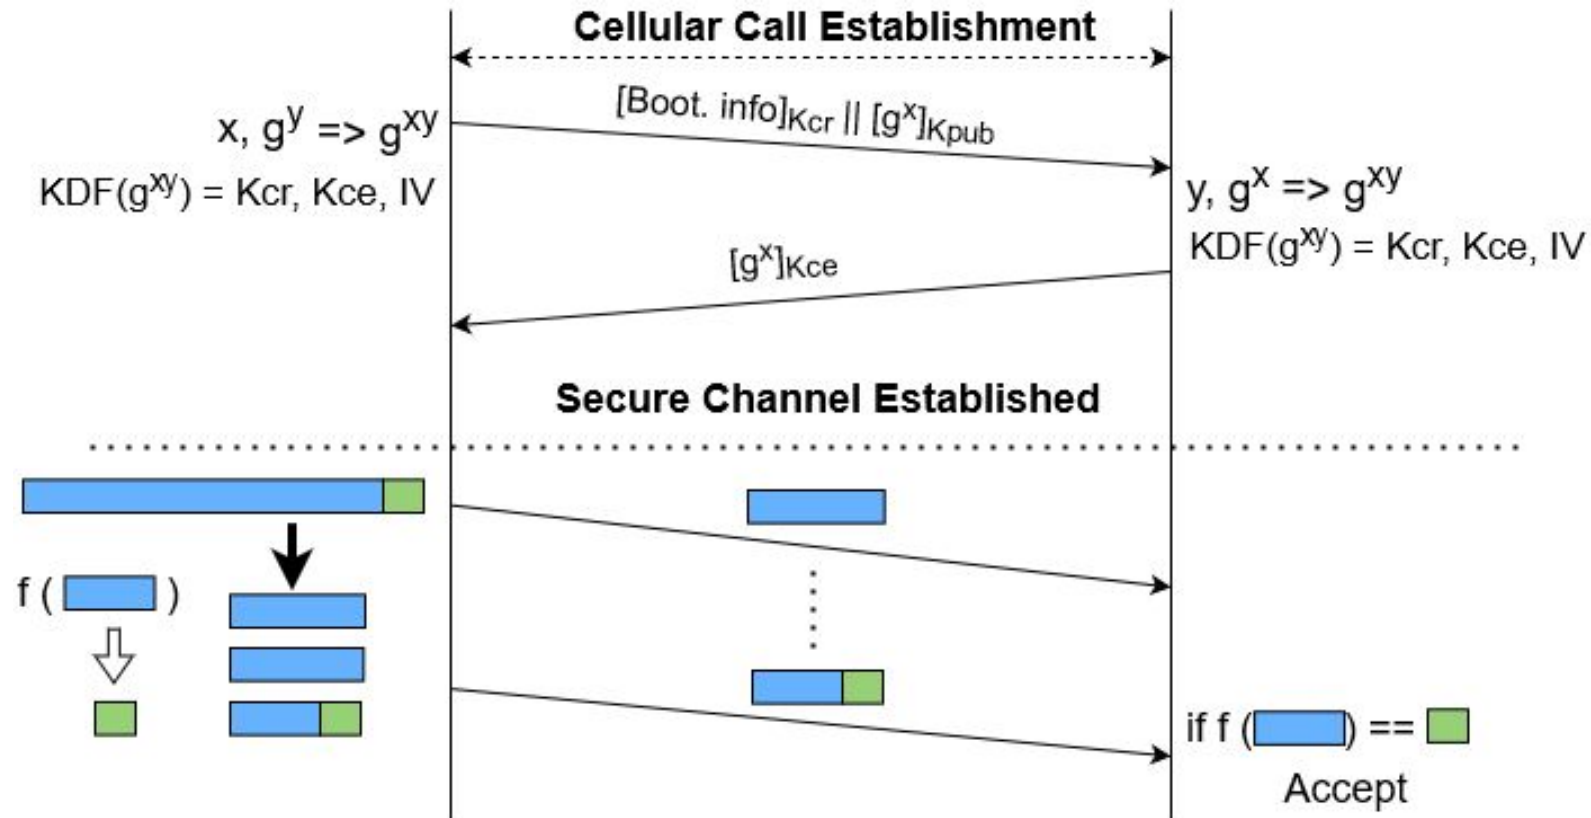 Cellular Call Establishment
[Boot. info]Kcr || [g^x]Kpub
x, g^y => g^xy
KDF(g^xy) = Kcr, Kce, IV
y, g^x => g^xy
KDF(g^xy) = Kcr, Kce, IV
[g^x]Kce
Secure Channel Established
f ( )
if f ( ) ==
Accept